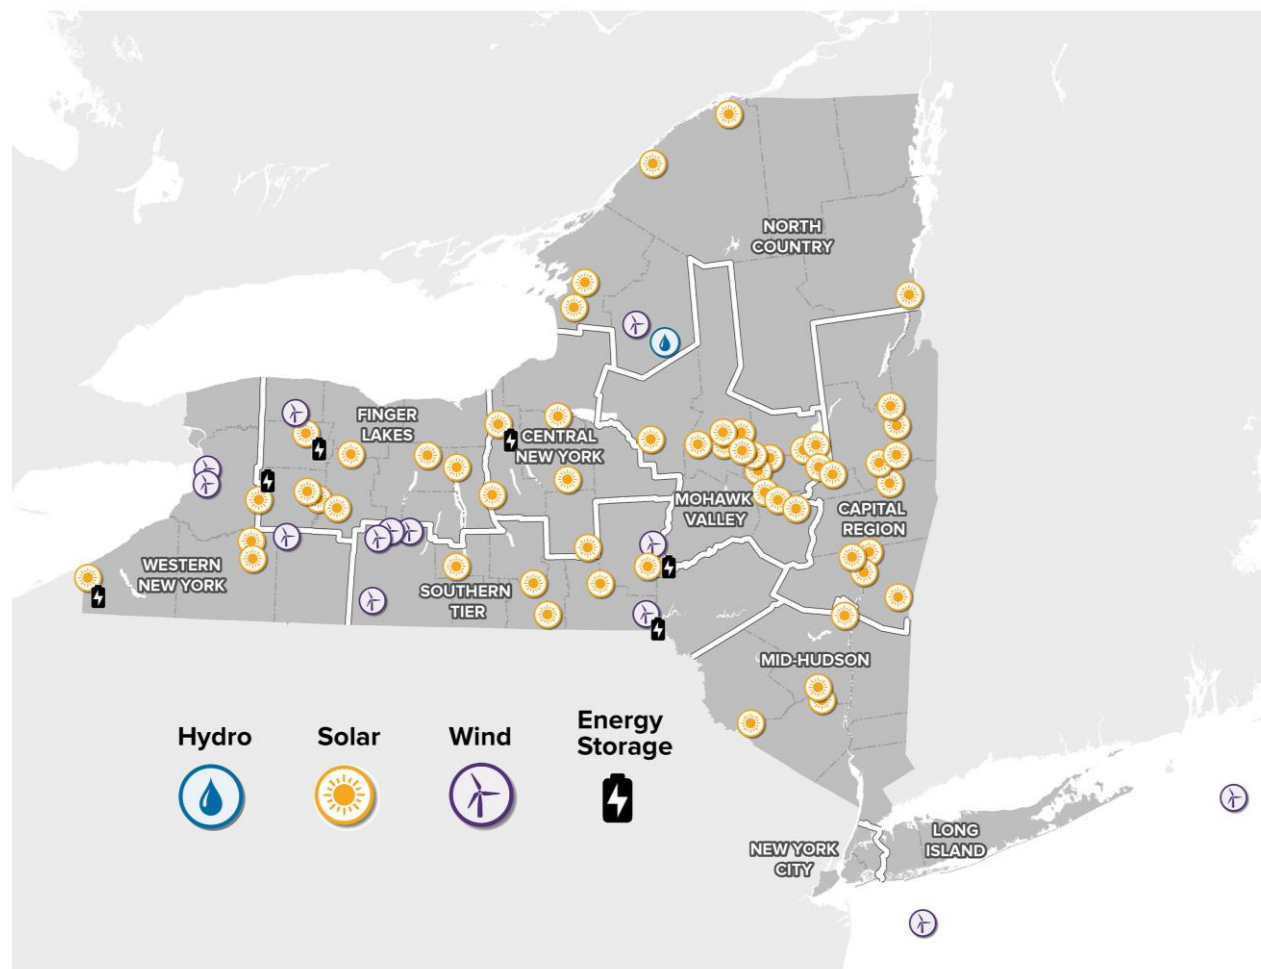 NORTH
COUNTRY
FINGER
LAKES
CENTRAL
NEW YORK
MOHAWK
VALLEY
CAPITAL
REGION
WESTERN
NEW YORK
SOUTHERN
TIER
MID-HUDSON
Hydro
Solar
Wind
Energy
Storage
NEW YORK
CITY
LONG
ISLAND